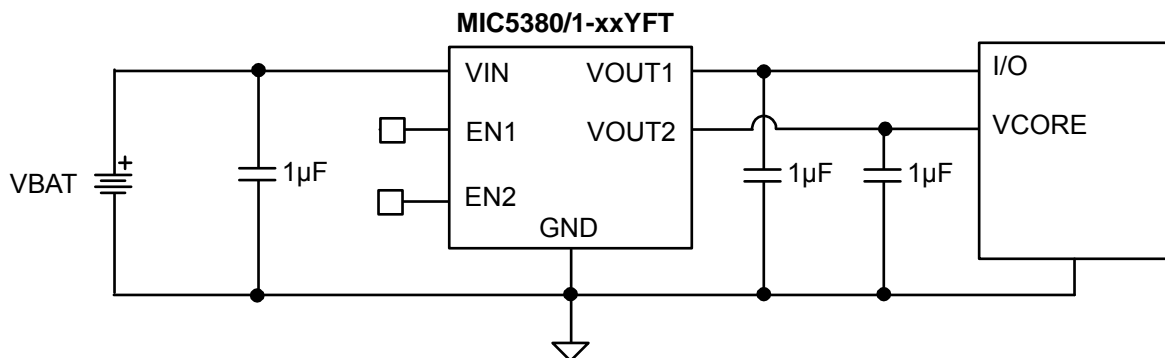 MIC5380/1-xxYFT
VIN
VOUT1
I/O
EN1
VOUT2
VCORE
+
VBAT
1µF
1µF
1µF
EN2
GND